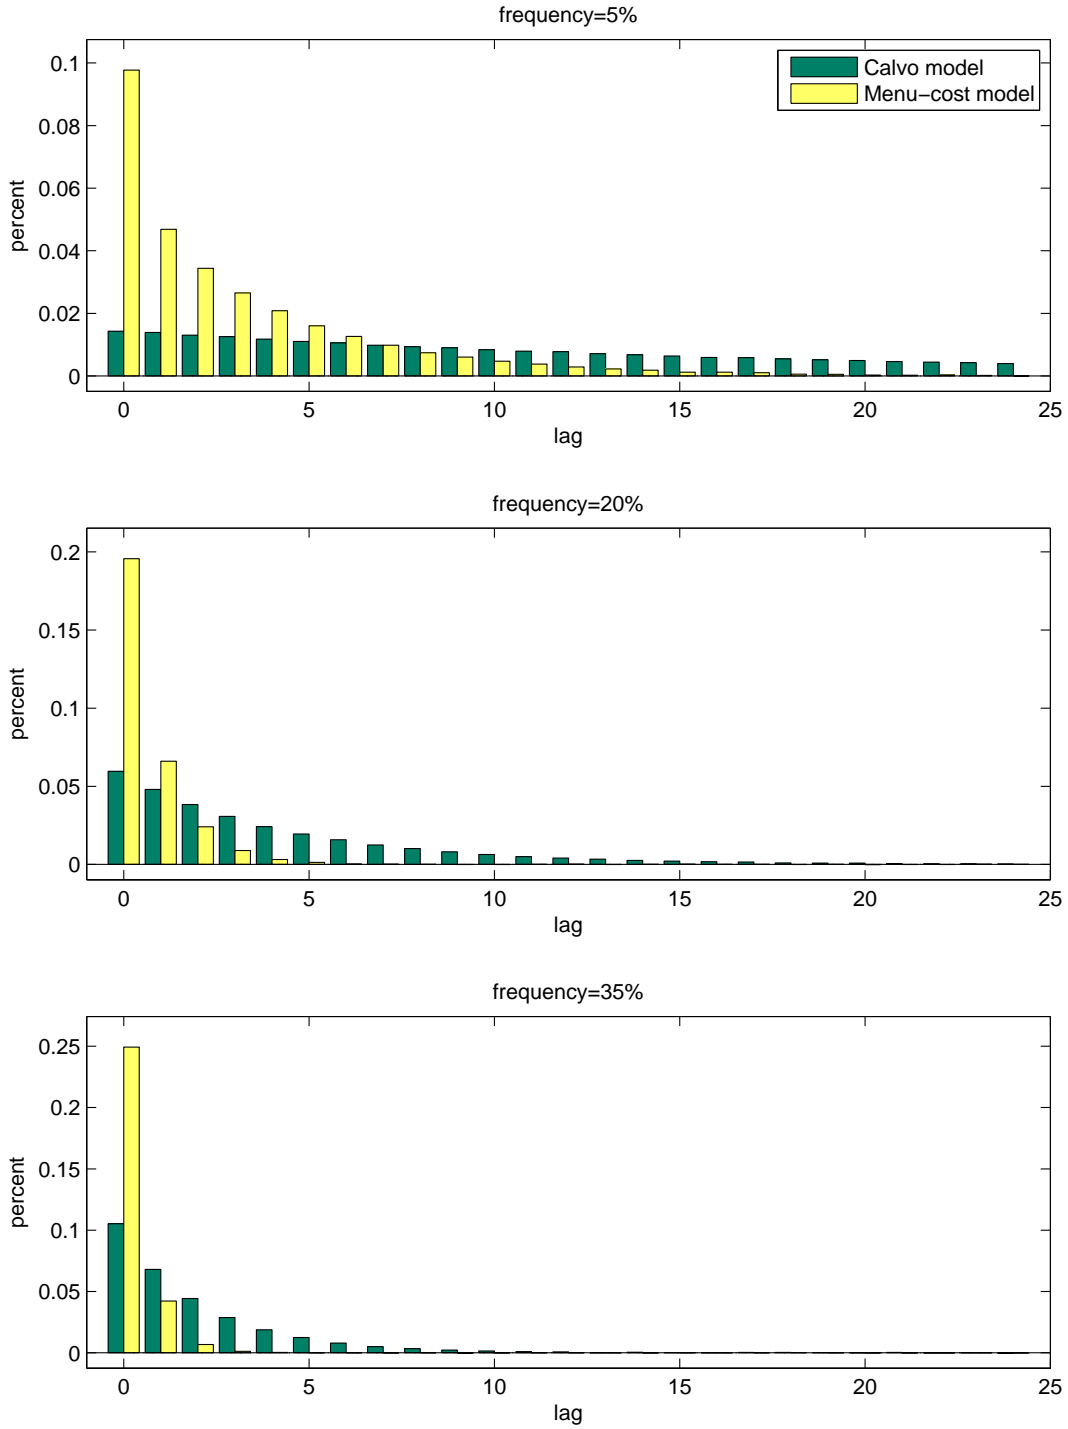 frequency=5%
Calvo model
Menu−cost model
percent
0.1
0.08
0.06
0.04
0.02
0
0 5 10 15 20 25
lag
frequency=20%
percent
0.2
0.15
0.1
0.05
0
0 5 10 15 20 25
lag
frequency=35%
percent
0.25
0.2
0.15
0.1
0.05
0
0 5 10 15 20 25
lag